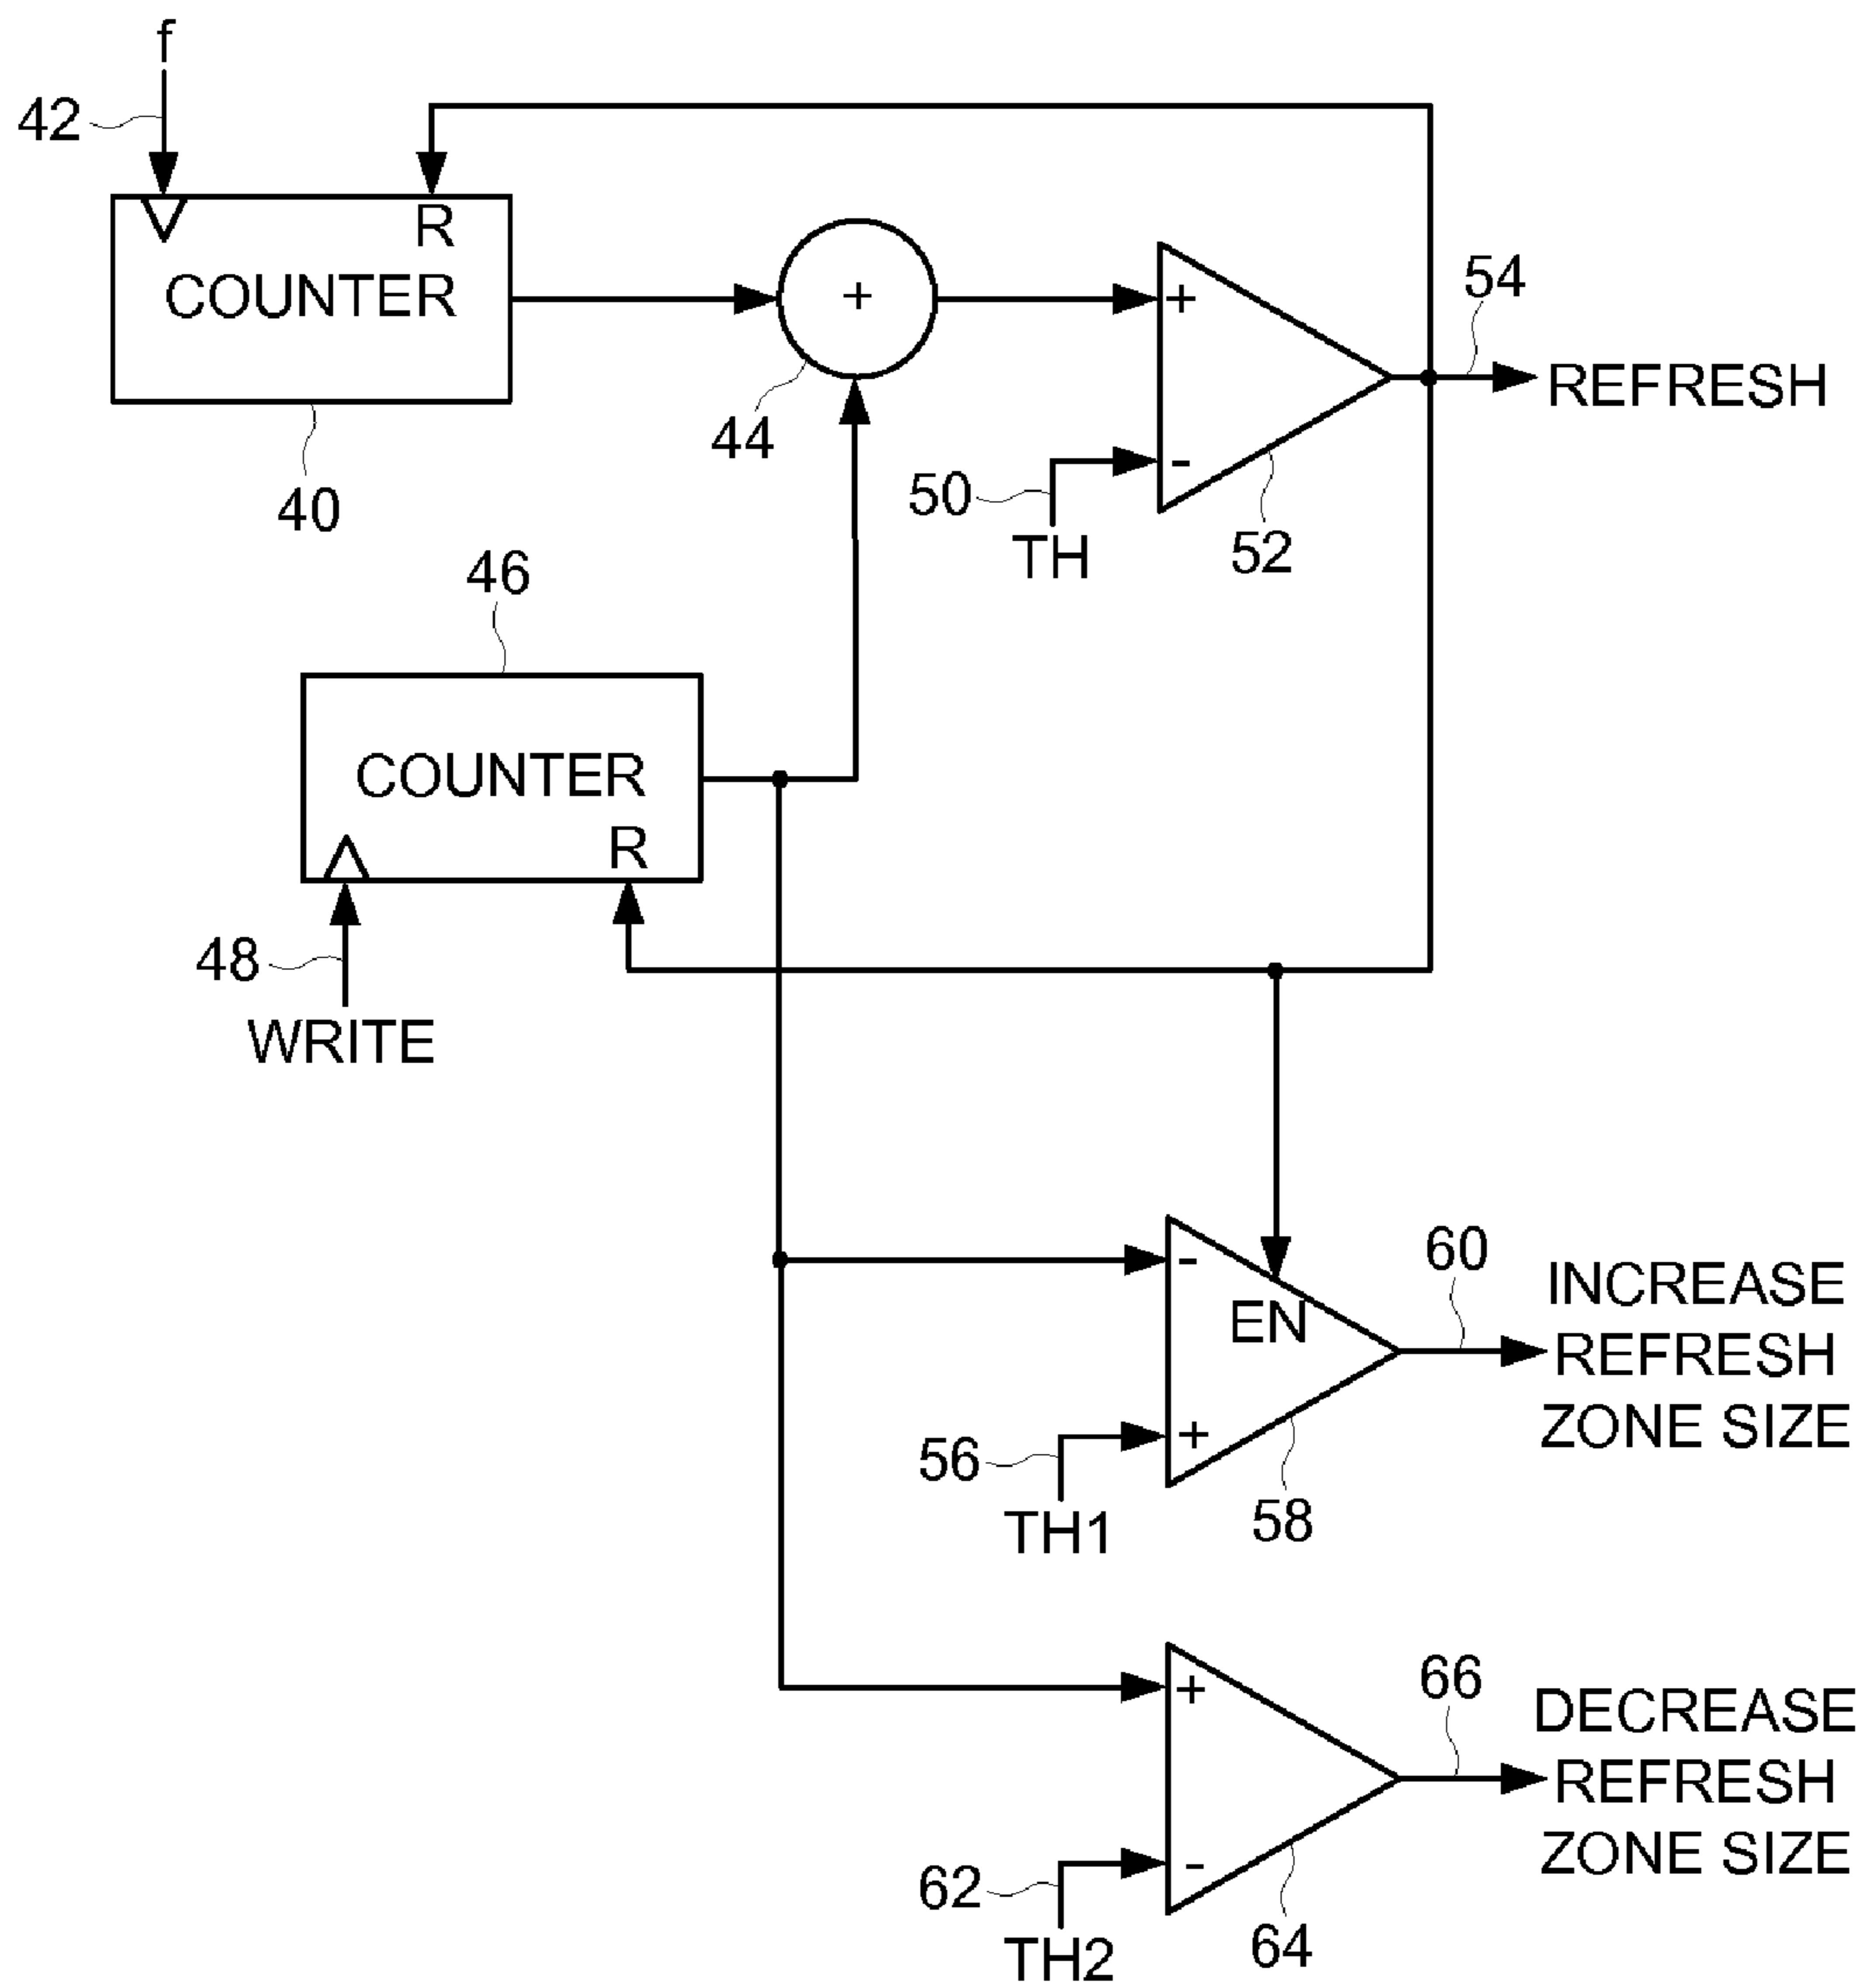 f
42
R
COUNTER
40
+
44
+
-
50
TH
52
54
REFRESH
46
COUNTER
R
48
WRITE
-
EN
+
56
TH1
58
60
INCREASE
REFRESH
ZONE SIZE
+
-
62
TH2
64
66
DECREASE
REFRESH
ZONE SIZE